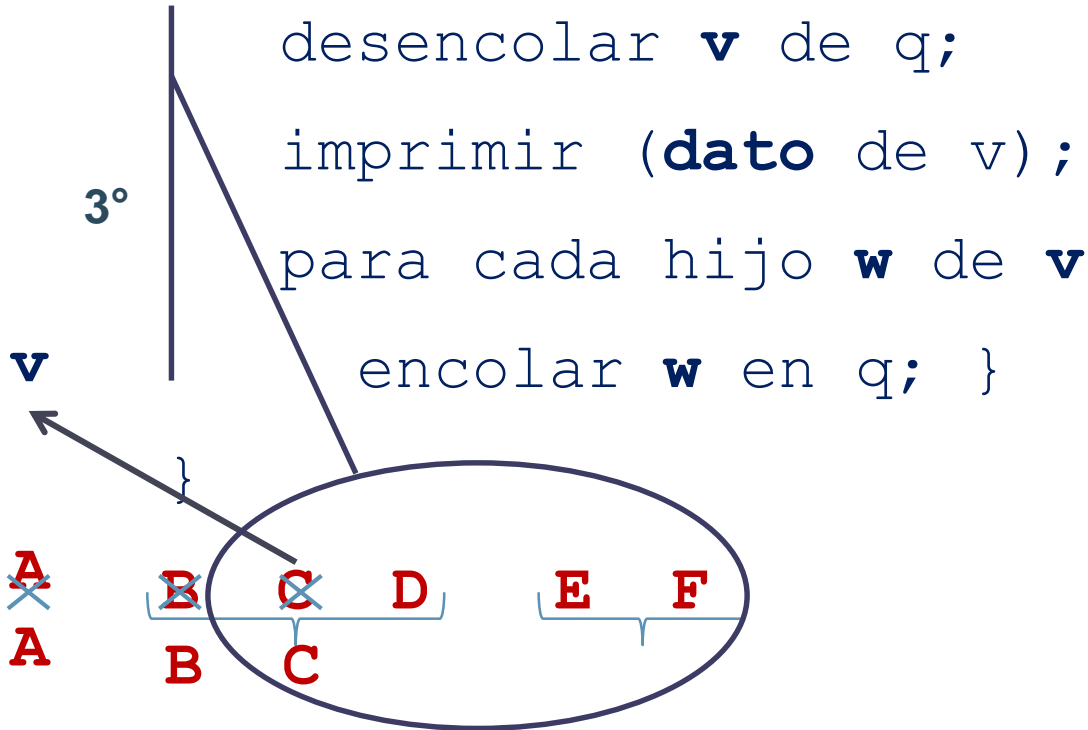 desencolar v de q;
imprimir (dato de v);
3°
para cada hijo w de v
v
encolar w en q; }
}
A B C D E F
A B C